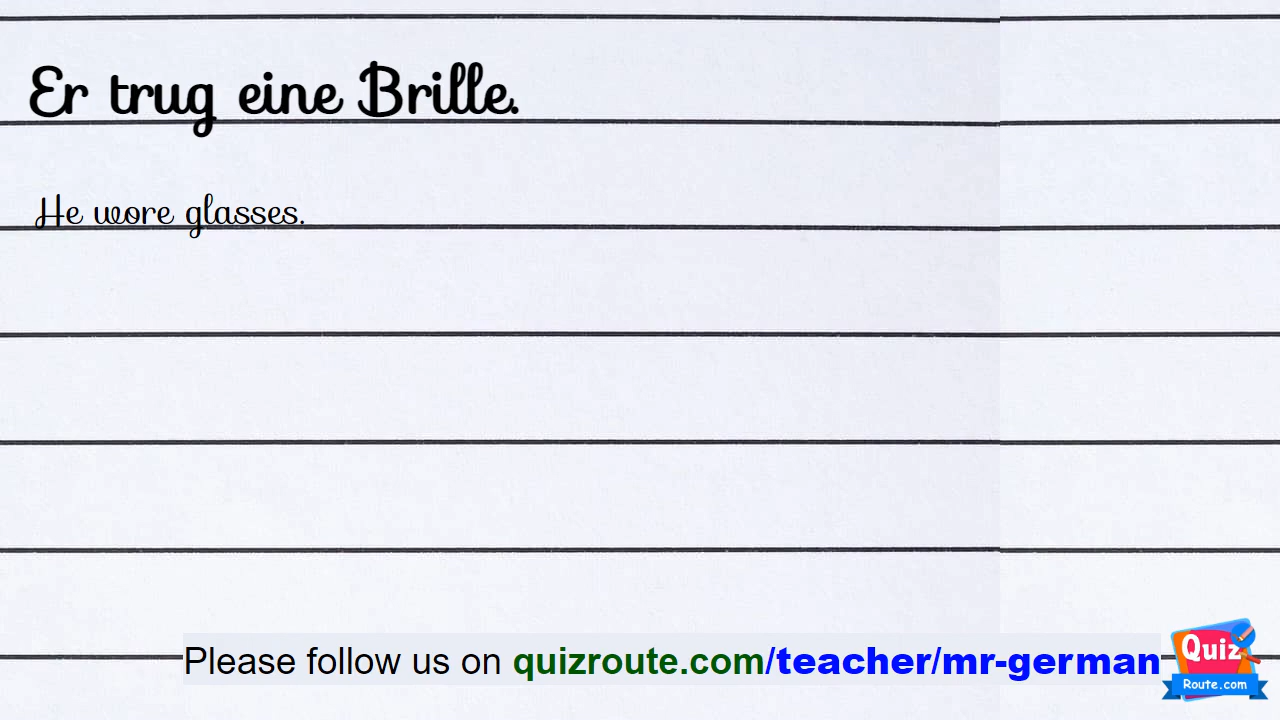 Er trug eine Brille.
He wore glasses.
Please follow us on quizroute.com/teacher/mr-german
Quiz
Route.com